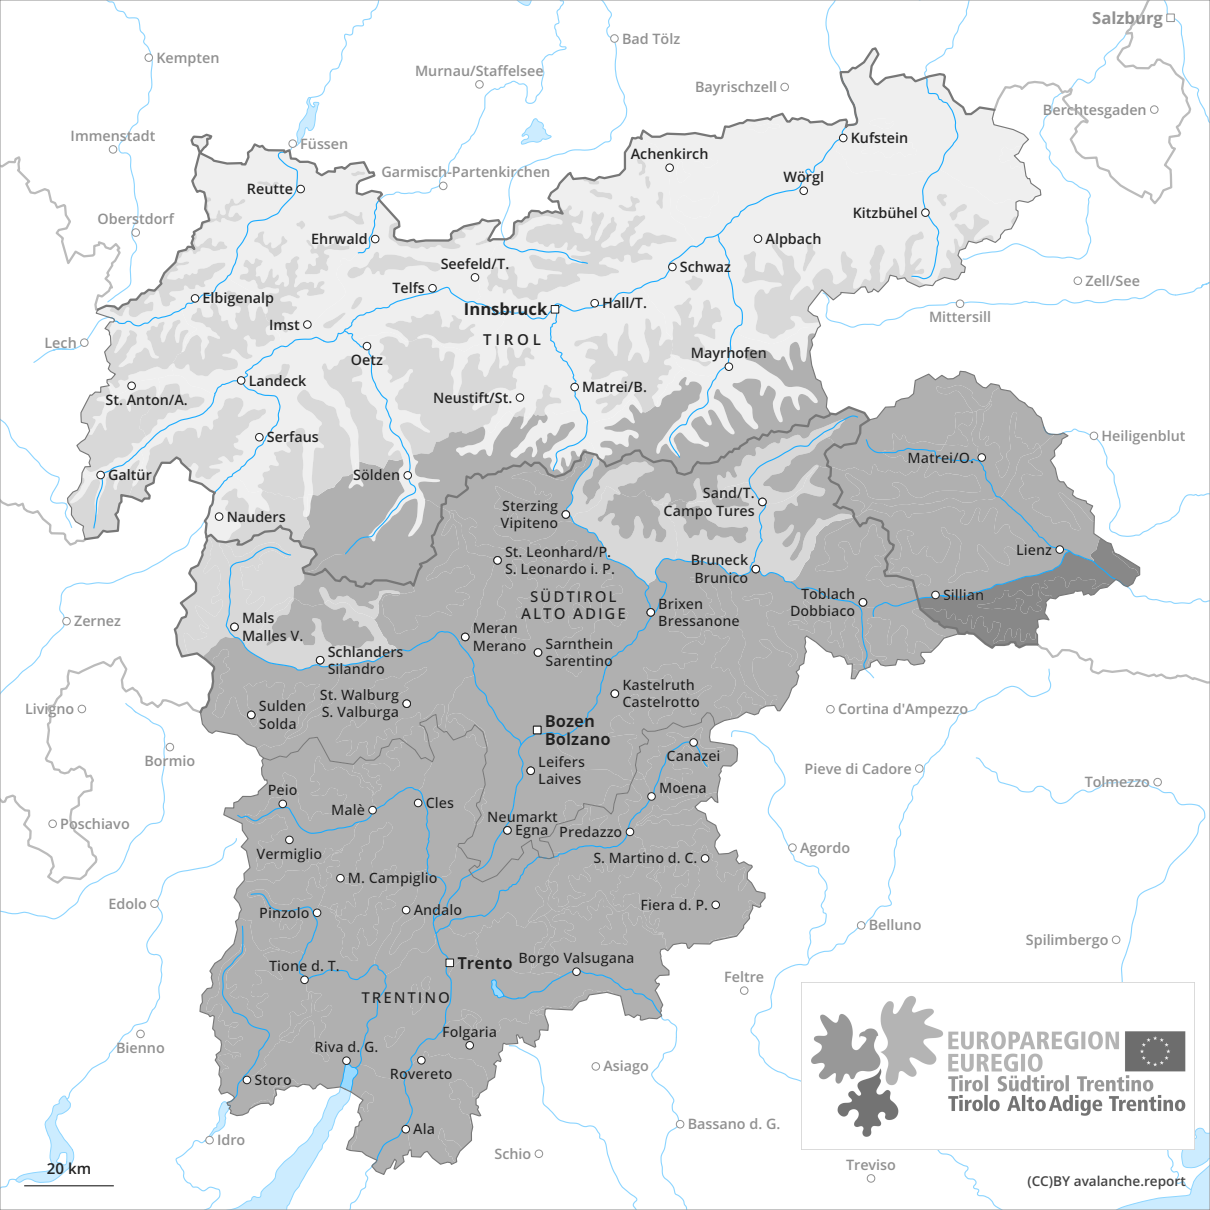 Salzburg
Bad Tölz
Kempten
Murnau/Staffelsee
Bayrischzell
Berchtesgaden
Immenstadt
Füssen
Kufstein
Achenkirch
Garmisch-Partenkirchen
Wörgl
Reutte
Oberstdorf
Kitzbühel
Ehrwald
Alpbach
Seefeld/T.
Schwaz
Zell/See
Telfs
Elbigenalp
Innsbruck
Hall/T.
Mittersill
Imst
TIROL
Lech
Oetz
Mayrhofen
Landeck
Matrei/B.
St. Anton/A.
Neustift/St.
Serfaus
Heiligenblut
Matrei/O.
Galtür
Sölden
Sand/T.
Campo Tures
Sterzing
Vipiteno
Nauders
St. Leonhard/P.
S. Leonardo i. P.
Lienz
Bruneck
Brunico
SÜDTIROL
ALTO ADIGE
Toblach
Dobbiaco
Sillian
Brixen
Bressanone
Zernez
Mals
Malles V.
Meran
Merano
Sarnthein
Sarentino
Schlanders
Silandro
Kastelruth
Castelrotto
St. Walburg
S. Valburga
Sulden
Solda
Livigno
Cortina d'Ampezzo
Bozen
Bolzano
Bormio
Canazei
Leifers
Laives
Pieve di Cadore
Tolmezzo
Peio
Moena
Malè
Cles
Neumarkt
Egna
Predazzo
Poschiavo
Vermiglio
S. Martino d. C.
Agordo
M. Campiglio
Edolo
Pinzolo
Andalo
Fiera d. P.
Belluno
Spilimbergo
Trento
Borgo Valsugana
Tione d. T.
Feltre
TRENTINO
Folgaria
Bienno
Riva d. G.
Rovereto
Asiago
Storo
EUROPAREGION
EUREGIO
Tirol Südtirol Trentino
Tirolo Alto Adige Trentino
Ala
Bassano d. G.
Idro
Schio
Treviso
20 km
(CC)BY avalanche.report